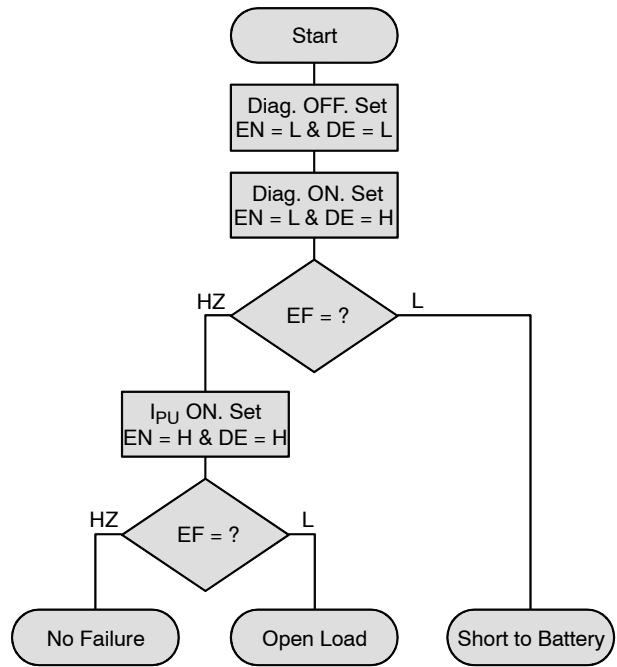 Start
Diag. OFF. Set
EN = L & DE = L
Diag. ON. Set
EN = L & DE = H
HZ
EF = ?
L
IPU ON. Set
EN = H & DE = H
HZ
EF = ?
L
No Failure
Open Load
Short to Battery